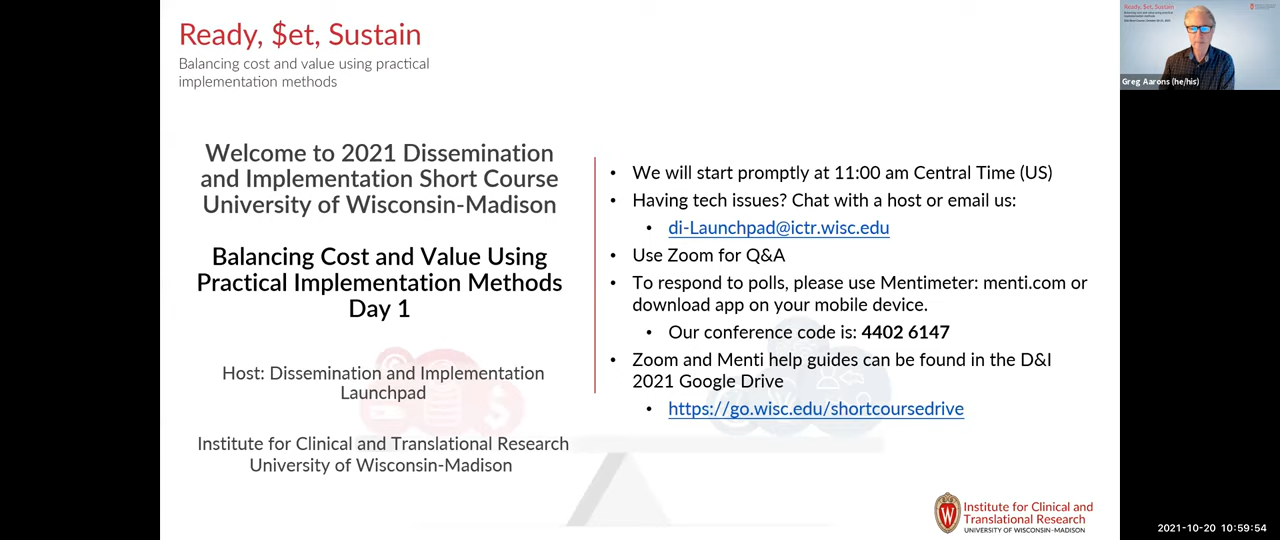 Ready, $et, Sustain
Balancing cost and value using practical
implementation methods
Welcome to 2021 Dissemination
and Implementation Short Course
University of Wisconsin-Madison
Balancing Cost and Value Using
Practical Implementation Methods
Day 1
Host: Dissemination and Implementation
Launchpad
Institute for Clinical and Translational Research
University of Wisconsin-Madison
• We will start promptly at 11:00 am Central Time (US)
• Having tech issues? Chat with a host or email us:
• di-Launchpad@ictr.wisc.edu
• Use Zoom for Q&A
• To respond to polls, please use Mentimeter: menti.com or
download app on your mobile device.
• Our conference code is: 4402 6147
• Zoom and Menti help guides can be found in the D&I
2021 Google Drive
• https://go.wisc.edu/shortcoursedrive
W
Institute for Clinical and
Translational Research
UNIVERSITY OF WISCONSIN-MADISON
Ready, $et, Sustain
Greg Aarons (he/his)
2021-10-20 10:59:54